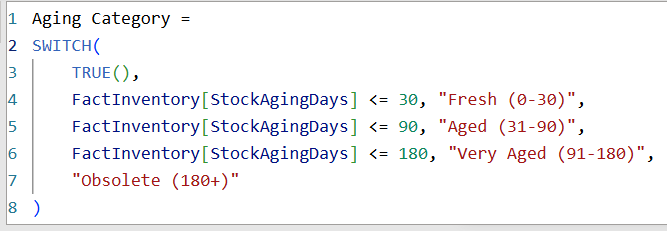 1 Aging Category =
2 SWITCH(
3 TRUE(),
4 FactInventory[StockAgingDays] <= 30, "Fresh (0-30)",
5 FactInventory[StockAgingDays] <= 90, "Aged (31-90)",
6 FactInventory[StockAgingDays] <= 180, "Very Aged (91-180)",
7 "Obsolete (180+)"
8 )